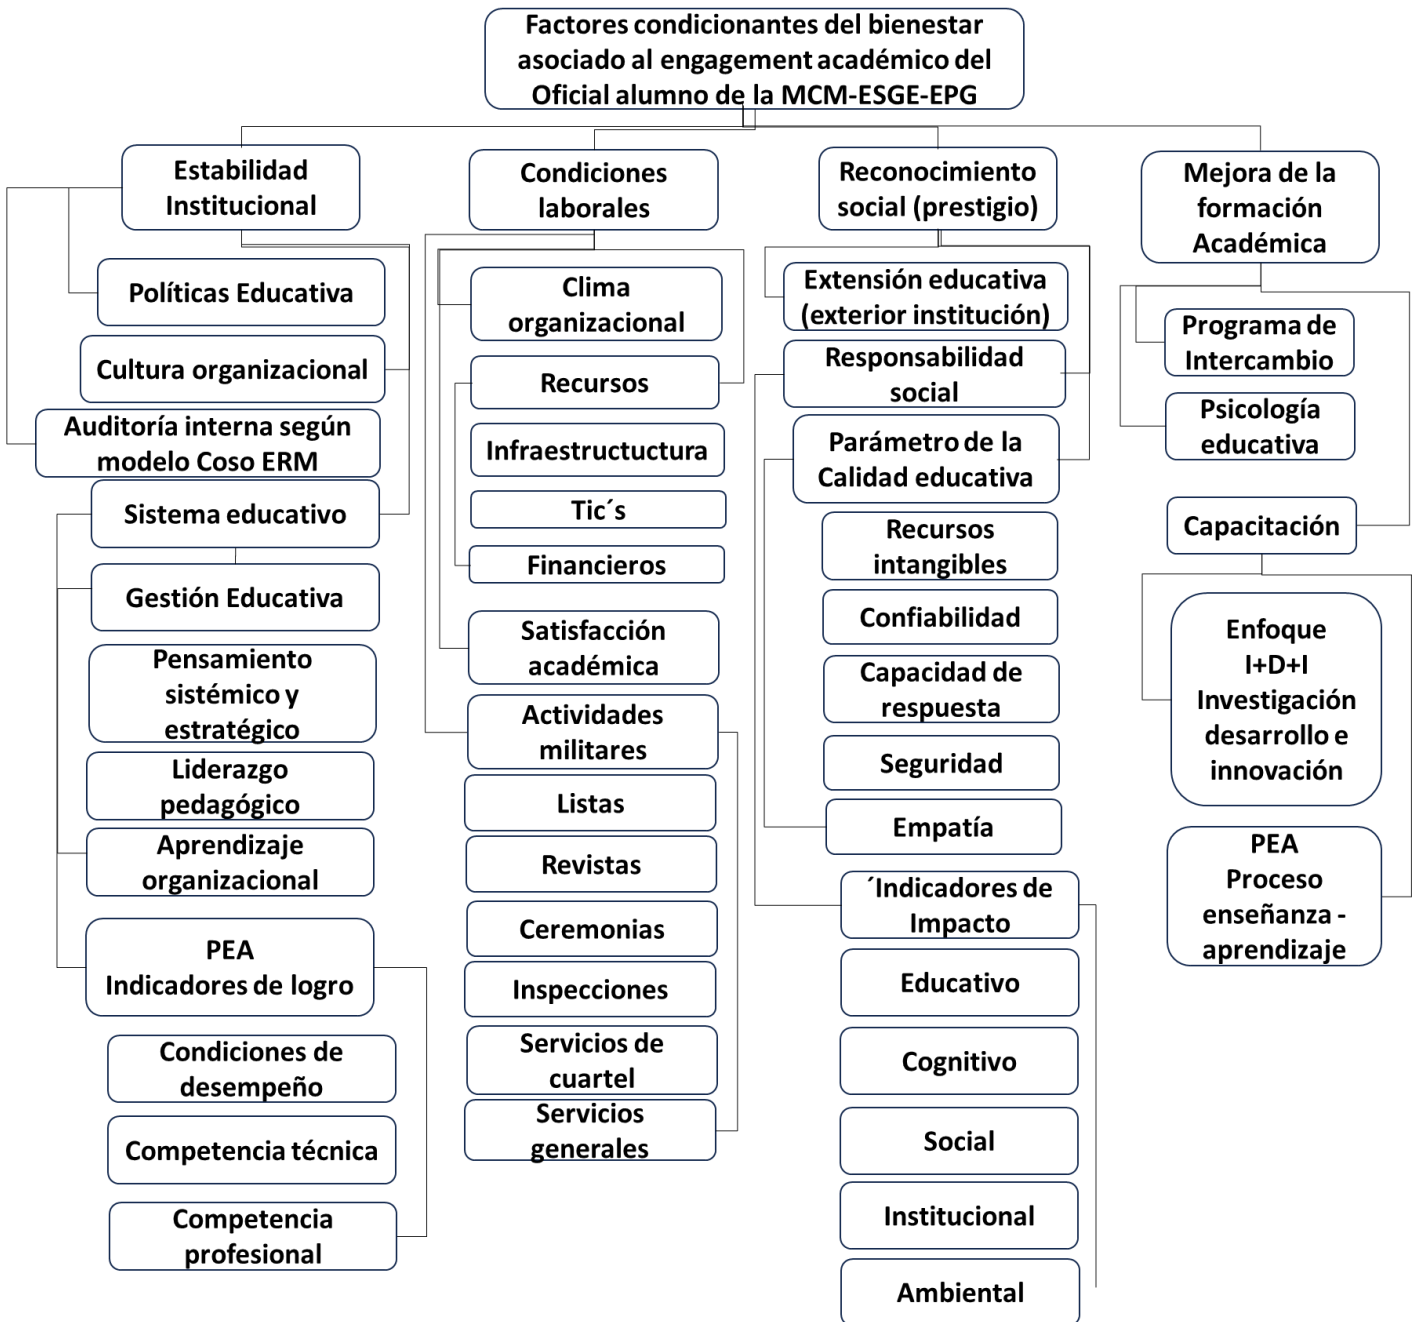 Factores condicionantes del bienestar
asociado al engagement académico del
Oficial alumno de la MCM-ESGE-EPG
Estabilidad
Institucional
Políticas Educativa
Cultura organizacional
Auditoría interna según
modelo Coso ERM
Sistema educativo
Gestión Educativa
Pensamiento
sistémico y
estratégico
Liderazgo
pedagógico
Aprendizaje
organizacional
PEA
Indicadores de logro
Condiciones de
desempeño
Competencia técnica
Competencia
profesional
Condiciones
laborales
Clima
organizacional
Recursos
Infraestructuctura
Tic´s
Financieros
Satisfacción
académica
Actividades
militares
Listas
Revistas
Ceremonias
Inspecciones
Servicios de
cuartel
Servicios
generales
Reconocimiento
social (prestigio)
Extensión educativa
(exterior institución)
Responsabilidad
social
Parámetro de la
Calidad educativa
Recursos
intangibles
Confiabilidad
Capacidad de
respuesta
Seguridad
Empatía
´Indicadores de
Impacto
Educativo
Cognitivo
Social
Institucional
Ambiental
Mejora de la
formación
Académica
Programa de
Intercambio
Psicología
educativa
Capacitación
Enfoque
I+D+I
Investigación
desarrollo e
innovación
PEA
Proceso
enseñanza -
aprendizaje